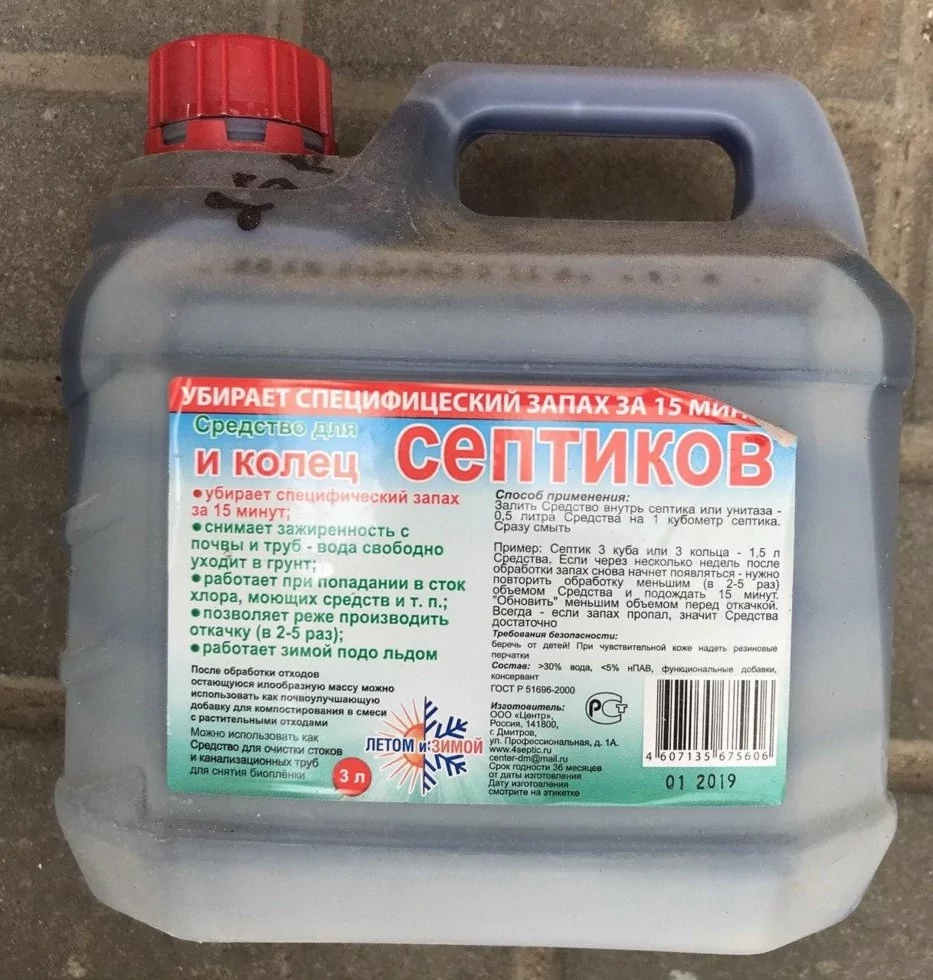 УБИРАЕТ СПЕЦИФИЧЕСКИЙ ЗАПАХ ЗА 15
Средство для
СЕПТИКОВ
и колец
•убирает специфический запах
за 15 минут;
•снимает зажиренность с
почвы и труб - вода свободно
уходит в грунт;
•работает при попадании в сток
хлора, моющих средств и т. п.;
•позволяет реже производить
откачку (в 2-5 раз);
•работает зимой подо льдом
После обработки отходов
остающуюся илообразную массу можно
использовать как почвоулучшающую
добавку для компостирования в смеси
с растительными отходами
Можно использовать как
Средство для очистки стоков
и канализационных труб
для снятия биоплёнки
3 л
ЛЕТОМ и ЗИМОЙ
Способ применения:
Залить Средство внутрь септика или унитаза -
0,5 литра Средства на 1 кубометр септика.
Сразу смыть
Пример: Септик 3 куба или 3 кольца - 1,5 л
Средства. Если через несколько недель после
обработки запах снова начнет появляться - нужно
повторить обработку меньшим (в 2-5 раз)
объемом Средства и подождать 15 минут.
"Обновить" меньшим объемом перед откачкой.
Всегда - если запах пропал, значит Средства
достаточно
Требования безопасности:
беречь от детей! При чувствительной коже надеть резиновые
перчатки
Состав: >30% вода, <5% нПАВ, функциональные добавки,
консервант
ГОСТ Р 51696-2000
Изготовитель:
ООО «Центр»,
Россия, 141800,
г. Дмитров,
ул. Профессиональная, д. 1А.
www.4septic.ru
center-dm@mail.ru
Срок годности 36 месяцев
от даты изготовления
Дату изготовления
смотрите на этикетке
РСТ
4 607135 675606
01 2019